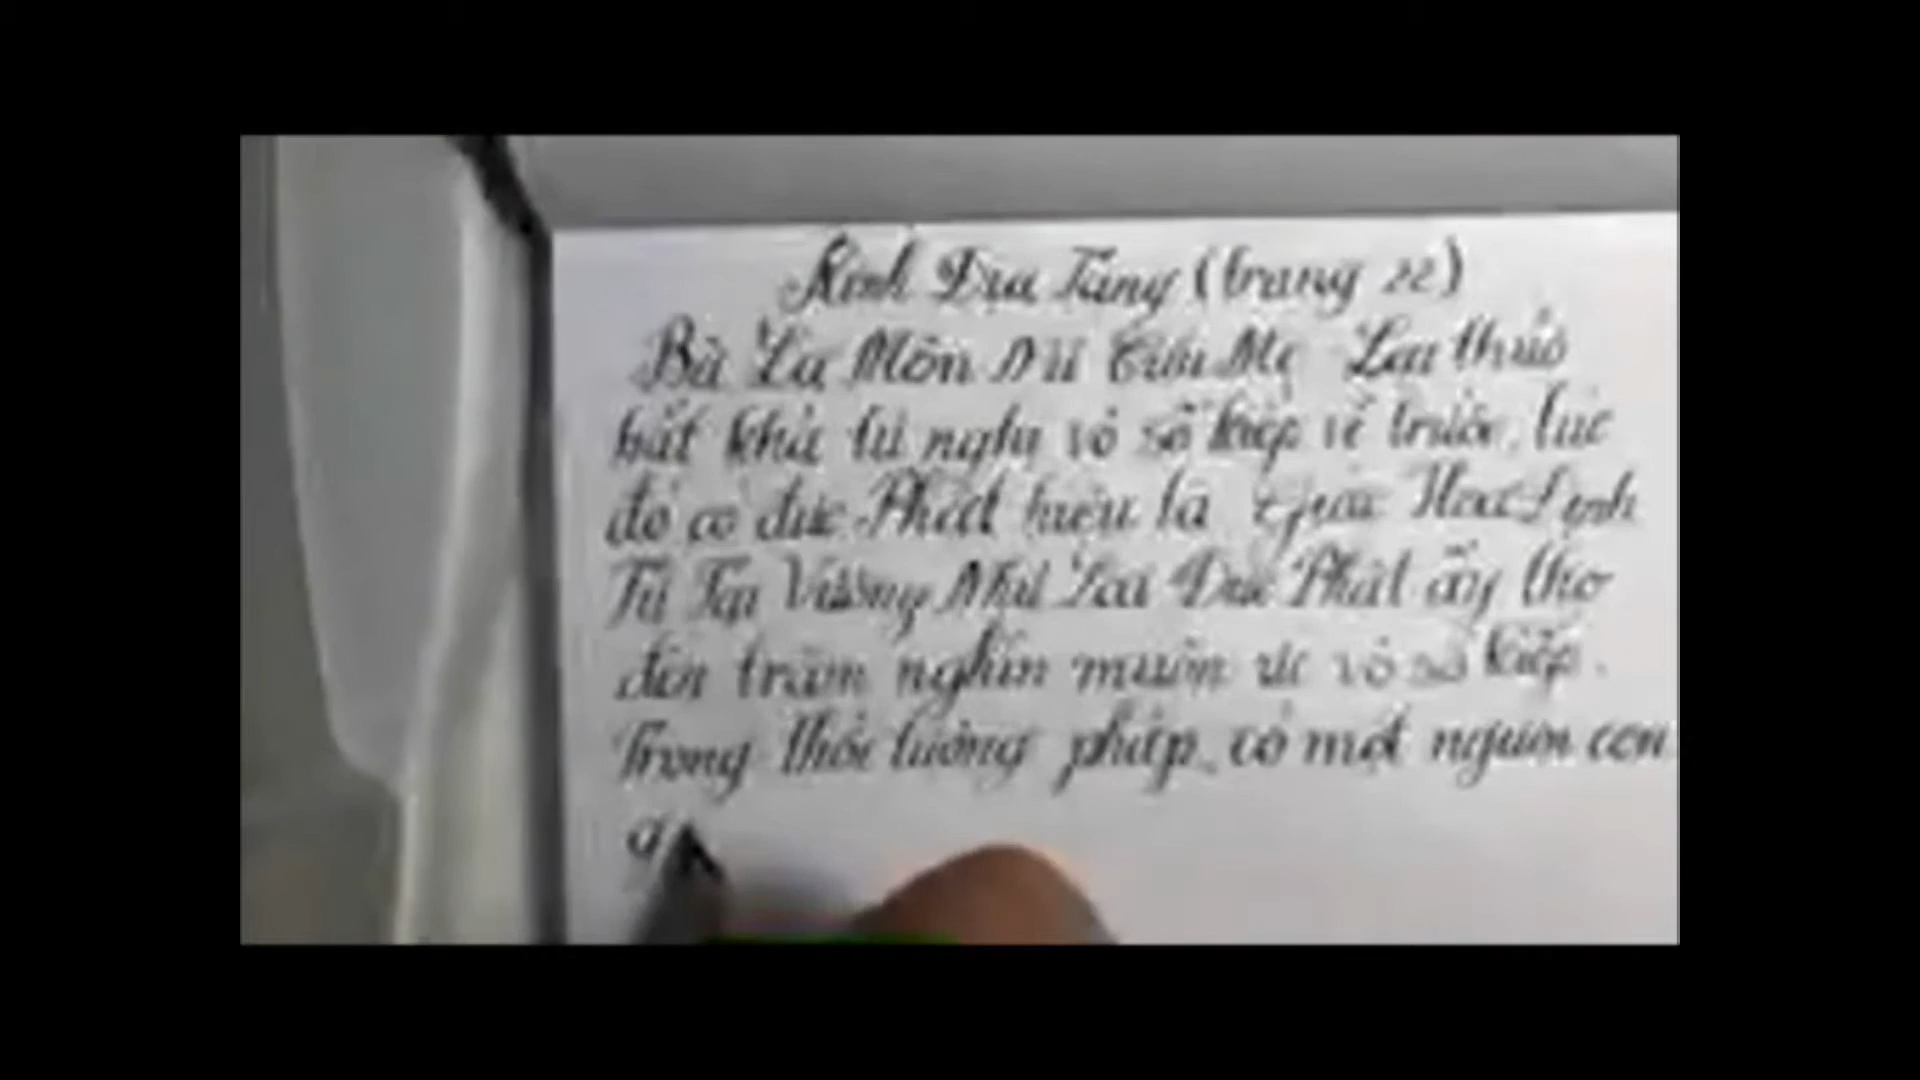 Kinh Địa Tạng (trang 22)
Bà La Môn Nữ Cứu Mẹ Lại thuở
bất khả tư nghị vô số kiếp về trước, lúc
đó có đức Phật hiệu là Giác Hoa Định
Tự Tại Vương Như Lai Đức Phật ấy thọ
đến trăm nghìn muôn ức vô số kiếp.
Trong thời tượng pháp, có một người con
g